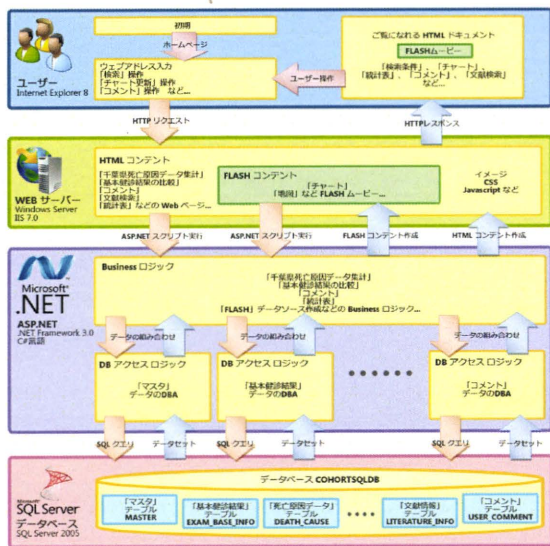 初期
ホームページ
ウェブアドレス入力
「検索」操作
「チャート更新」操作
「コメント」操作 など...
ユーザー操作
ご覧になれる HTML ドキュメント
FLASHムービー
「検索条件」、「チャート」、
「統計表」、「コメント」、「文献検索」
など...
ユーザー
Internet Explorer 8
HTTP リクエスト
HTTPレスポンス
WEB サーバー
Windows Server
IIS 7.0
HTML コンテント
「千葉県死亡原因データ集計」
「基本健診結果の比較」
「コメント」
「文献検索」
「統計表」などの Web ページ...
FLASH コンテント
「チャート」
「地図」など FLASH ムービー...
イメージ
CSS
Javascript など
ASP.NET スクリプト実行
ASP.NET スクリプト実行
FLASH コンテント作成
HTML コンテント作成
Microsoft
.NET
ASP.NET
.NET Framework 3.0
C#言語
Business ロジック
「千葉県死亡原因データ集計」
「基本健診結果の比較」
「コメント」
「統計表」
「FLASH」データソース作成などの Business ロジック...
データの組み合わせ
データの組み合わせ
データの組み合わせ
DB アクセス ロジック
「マスタ」
データのDBA
DB アクセス ロジック
「基本健診結果」
データのDBA
DB アクセス ロジック
「コメント」
データのDBA
SQL クエリ
データセット
SQL クエリ
データセット
SQL クエリ
データセット
Microsoft
SQL Server
データベース
SQL Server 2005
データベース COHORTSQLDB
「マスタ」
テーブル
MASTER
「基本健診結果」
テーブル
EXAM_BASE_INFO
「死亡原因データ」
テーブル
DEATH_CAUSE
「文献情報」
テーブル
LITERATURE_INFO
「コメント」
テーブル
USER_COMMENT